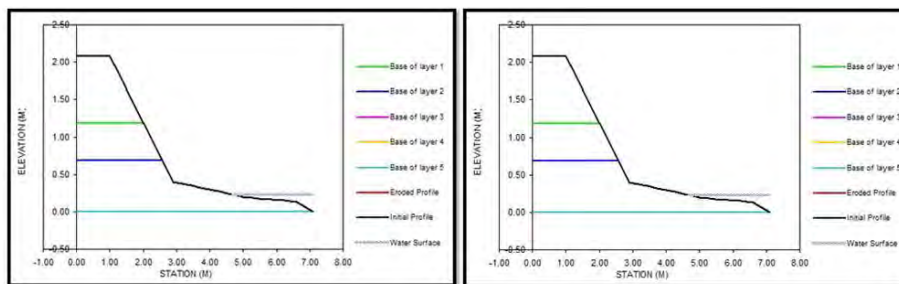 2.50
2.00
1.50
1.00
0.50
0.00
-0.50
ELEVATION (M)
-1.00 0.00 1.00 2.00 3.00 4.00 5.00 6.00 7.00 8.00
STATION (M)
Base of layer 1
Base of layer 2
Base of layer 3
Base of layer 4
Base of layer 5
Eroded Profile
Initial Profile
Water Surface
2.50
2.00
1.50
1.00
0.50
0.00
-0.50
ELEVATION (M)
-1.00 0.00 1.00 2.00 3.00 4.00 5.00 6.00 7.00 8.00
STATION (M)
Base of layer 1
Base of layer 2
Base of layer 3
Base of layer 4
Base of layer 5
Eroded Profile
Initial Profile
Water Surface